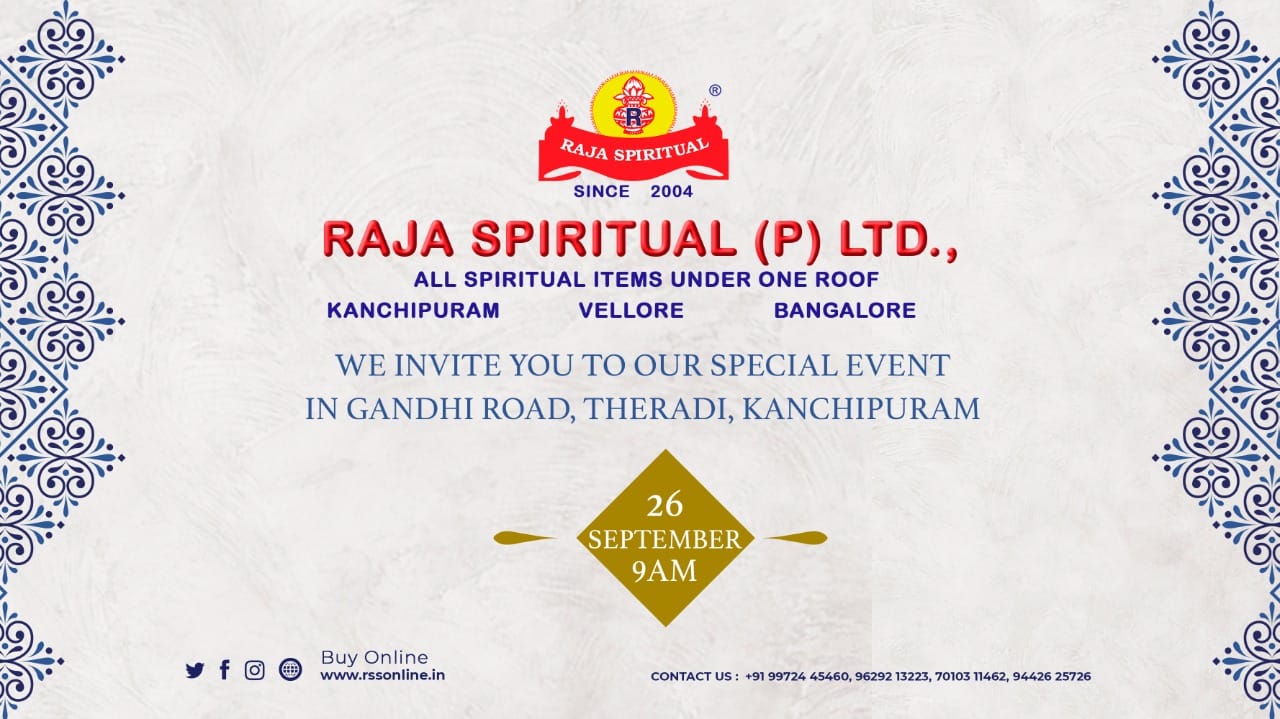 R
®
RAJA SPIRITUAL
SINCE 2004
RAJA SPIRITUAL (P) LTD.,
ALL SPIRITUAL ITEMS UNDER ONE ROOF
KANCHIPURAM VELLORE BANGALORE
WE INVITE YOU TO OUR SPECIAL EVENT
IN GANDHI ROAD, THERADI, KANCHIPURAM
26
SEPTEMBER
9AM
Buy Online
www.rssonline.in
CONTACT US : +91 99724 45460, 96292 13223, 70103 11462, 94426 25726